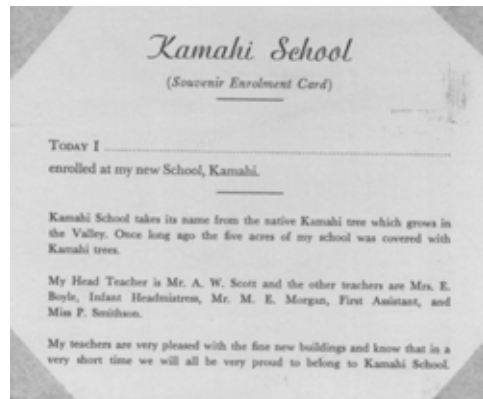 Kamahi School
(Souvenir Enrolment Card)
TODAY I
enrolled at my new School, Kamahi.
Kamahi School takes its name from the native Kamahi tree which grows in
the Valley. Once long ago the five acres of my school was covered with
Kamahi trees.
My Head Teacher is Mr. A. W. Scott and the other teachers are Mrs. E.
Boyle, Infant Headmistress, Mr. M. E. Morgan, First Assistant, and
Miss P. Smithson.
My teachers are very pleased with the fine new buildings and know that in a
very short time we will all be very proud to belong to Kamahi School.